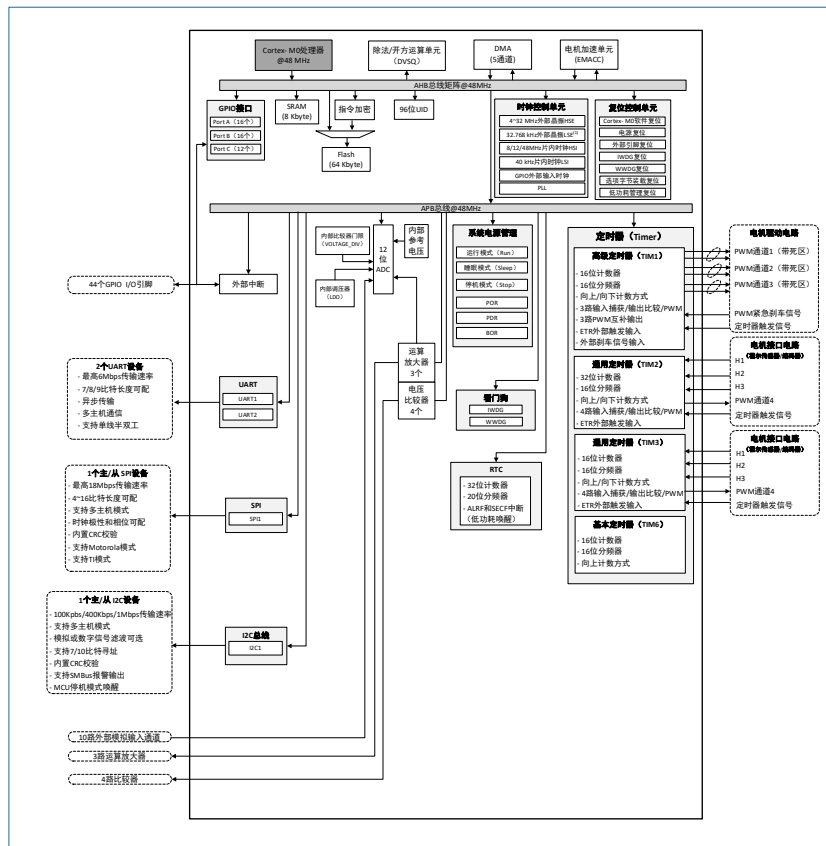 Cortex- M0处理器
@48 MHz
除法/开方运算单元
(DVSQ)
DMA
(5通道)
电机加速单元
(EMACC)
AHB总线矩阵@48MHz
GPIO接口
Port A（16个）
Port B（16个）
Port C（12个）
SRAM
(8 Kbyte)
指令加密
96位UID
Flash
(64 Kbyte)
时钟控制单元
4~32 MHz外部晶振HSE
32.768 kHz外部晶振LSE(1)
8/12/48MHz片内时钟HSI
40 kHz片内时钟LSI
GPIO外部输入时钟
PLL
复位控制单元
Cortex- M0软件复位
电源复位
外部引脚复位
IWDG复位
WWDG复位
选项字节装载复位
低功耗管理复位
APB总线@48MHz
44个GPIO I/O引脚
外部中断
内部比较器门限
(VOLTAGE_DIV)
内部调压器
(LDO)
12
位
ADC
内部
参考
电压
运算
放大器
3个
电压
比较器
4个
系统电源管理
运行模式（Run）
睡眠模式（Sleep）
停机模式（Stop）
POR
PDR
BOR
看门狗
IWDG
WWDG
RTC
- 32位计数器
- 20位分频器
- ALRF和SECF中断
（低功耗唤醒）
定时器（Timer）
高级定时器（TIM1）
- 16位计数器
- 16位分频器
- 向上/向下计数方式
- 3路输入捕获/输出比较/PWM
- 3路PWM互补输出
- ETR外部触发输入
- 外部刹车信号输入
通用定时器（TIM2）
- 32位计数器
- 16位分频器
- 向上/向下计数方式
- 4路输入捕获/输出比较/PWM
- ETR外部触发输入
通用定时器（TIM3）
- 16位计数器
- 16位分频器
- 向上/向下计数方式
- 4路输入捕获/输出比较/PWM
- ETR外部触发输入
基本定时器（TIM6）
- 16位计数器
- 16位分频器
- 向上计数方式
电机驱动电路
PWM通道1（带死区）
PWM通道2（带死区）
PWM通道3（带死区）
PWM紧急刹车信号
定时器触发信号
电机接口电路
（霍尔传感器/编码器）
H1
H2
H3
PWM通道4
定时器触发信号
电机接口电路
（霍尔传感器/编码器）
H1
H2
H3
PWM通道4
定时器触发信号
2个UART设备
- 最高6Mbps传输速率
- 7/8/9比特长度可配
- 异步传输
- 多主机通信
- 支持单线半双工
UART
UART1
UART2
1个主/从 SPI设备
- 最高18Mbps传输速率
- 4~16比特长度可配
- 支持多主机模式
- 时钟极性和相位可配
- 内置CRC校验
- 支持Motorola模式
- 支持TI模式
SPI
SPI1
1个主/从 I2C设备
- 100Kpbs/400Kbps/1Mbps传输速率
- 支持多主机模式
- 模拟或数字信号滤波可选
- 支持7/10比特寻址
- 内置CRC校验
- 支持SMBus报警输出
- MCU停机模式唤醒
I2C总线
I2C1
10路外部模拟输入通道
3路运算放大器
4路比较器